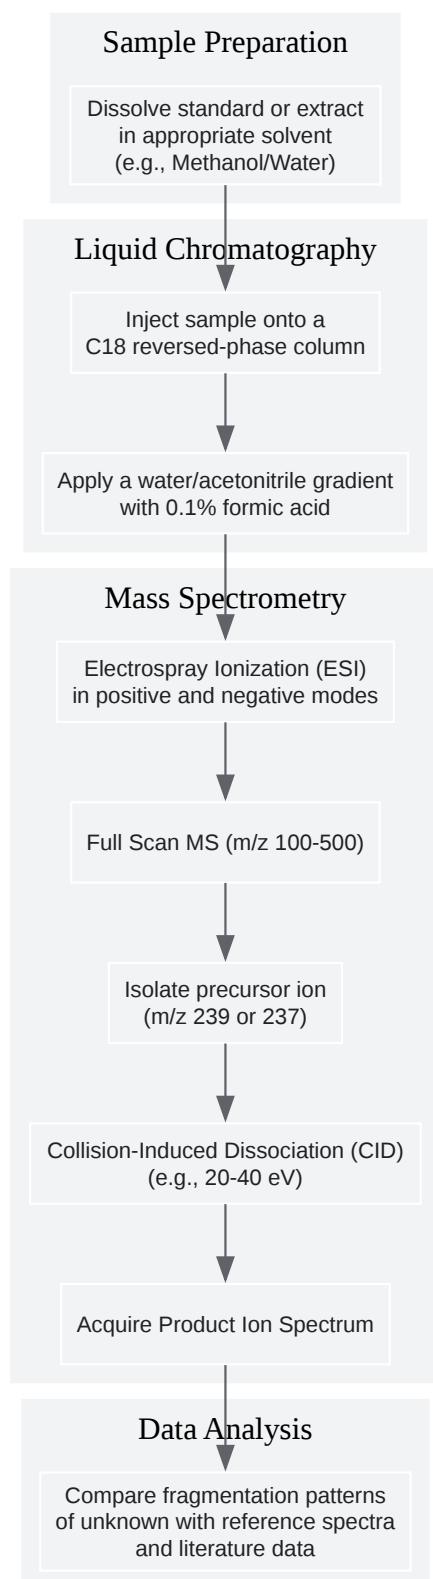 Sample Preparation
Dissolve standard or extract
in appropriate solvent
(e.g., Methanol/Water)
Liquid Chromatography
Inject sample onto a
C18 reversed-phase column
Apply a water/acetonitrile gradient
with 0.1% formic acid
Mass Spectrometry
Electrospray Ionization (ESI)
in positive and negative modes
Full Scan MS (m/z 100-500)
Isolate precursor ion
(m/z 239 or 237)
Collision-Induced Dissociation (CID)
(e.g., 20-40 eV)
Acquire Product Ion Spectrum
Data Analysis
Compare fragmentation patterns
of unknown with reference spectra
and literature data